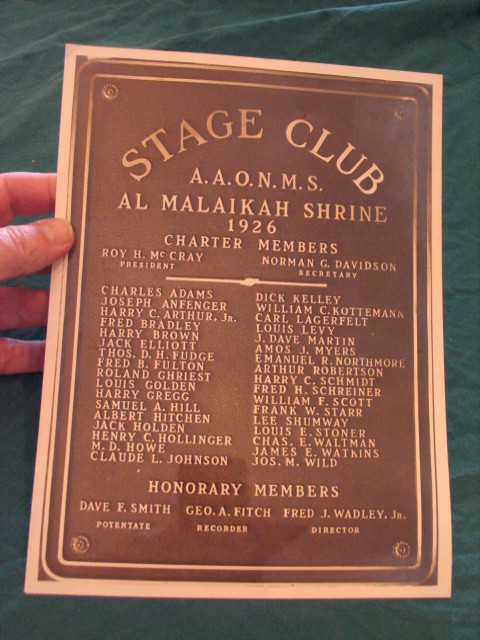 STAGE CLUB
A.A.O.N.M.S.
AL MALAIKAH SHRINE
1926
CHARTER MEMBERS
ROY H. Mc CRAY NORMAN G. DAVIDSON
PRESIDENT SECRETARY
CHARLES ADAMS
JOSEPH ANFENGER
HARRY C. ARTHUR, JR.
FRED BRADLEY
HARRY BROWN
JACK ELLIOTT
THOS. D. H. FUDGE
FRED B. FULTON
ROLAND GHRIEST
LOUIS GOLDEN
HARRY GREGG
SAMUEL A. HILL
ALBERT HITCHEN
JACK HOLDEN
HENRY C. HOLLINGER
M. D. HOWE
CLAUDE L. JOHNSON
DICK KELLEY
WILLIAM C. KOTTEMANN
CARL LAGERFELT
LOUIS LEVY
J. DAVE MARTIN
AMOS J. MYERS
EMANUEL R. NORTHMORE
ARTHUR ROBERTSON
HARRY C. SCHMIDT
FRED H. SCHREINER
WILLIAM F. SCOTT
FRANK W. STARR
LEE SHUMWAY
LOUIS E. STONER
CHAS. E. WALTMAN
JAMES E. WATKINS
JOS. M. WILD
HONORARY MEMBERS
DAVE F. SMITH GEO. A. FITCH FRED J. WADLEY, JR.
POTENTATE RECORDER DIRECTOR